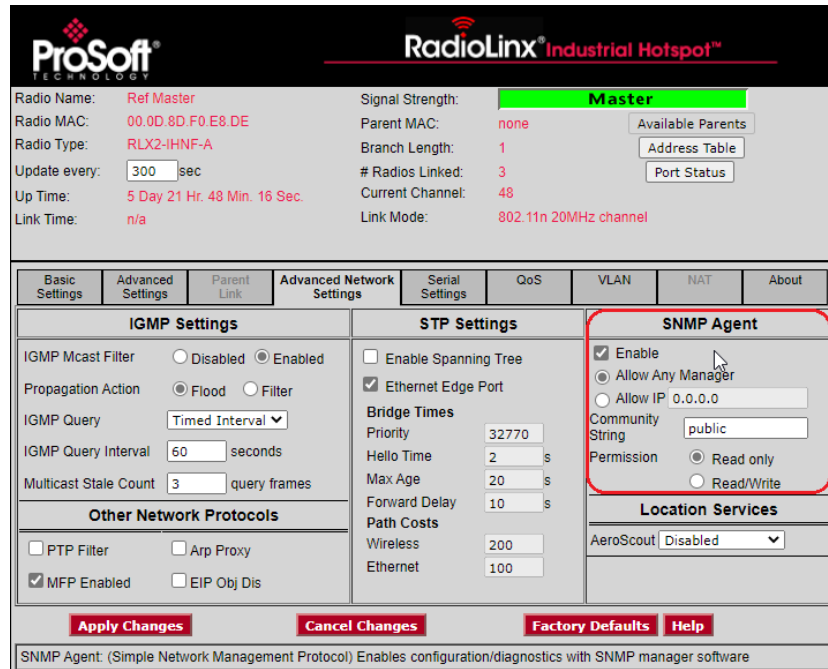 ProSoft®
TECHNOLOGY
RadioLinx® Industrial Hotspot™
Radio Name: Ref Master
Radio MAC: 00.0D.8D.F0.E8.DE
Radio Type: RLX2-IHNF-A
Update every: 300 sec
Up Time: 5 Day 21 Hr. 48 Min. 16 Sec.
Link Time: n/a
Signal Strength: Master
Parent MAC: none Available Parents
Branch Length: 1 Address Table
# Radios Linked: 3 Port Status
Current Channel: 48
Link Mode: 802.11n 20MHz channel
Basic Settings
Advanced Settings
Parent Link
Advanced Network Settings
Serial Settings
QoS
VLAN
NAT
About
IGMP Settings
IGMP Mcast Filter Disabled Enabled
Propagation Action Flood Filter
IGMP Query Timed Interval
IGMP Query Interval 60 seconds
Multicast Stale Count 3 query frames
Other Network Protocols
PTP Filter Arp Proxy
MFP Enabled EIP Obj Dis
STP Settings
Enable Spanning Tree
Ethernet Edge Port
Bridge Times
Priority 32770
Hello Time 2 s
Max Age 20 s
Forward Delay 10 s
Path Costs
Wireless 200
Ethernet 100
SNMP Agent
Enable
Allow Any Manager
Allow IP 0.0.0.0
Community
String public
Permission Read only
Read/Write
Location Services
AeroScout Disabled
Apply Changes Cancel Changes Factory Defaults Help
SNMP Agent: (Simple Network Management Protocol) Enables configuration/diagnostics with SNMP manager software